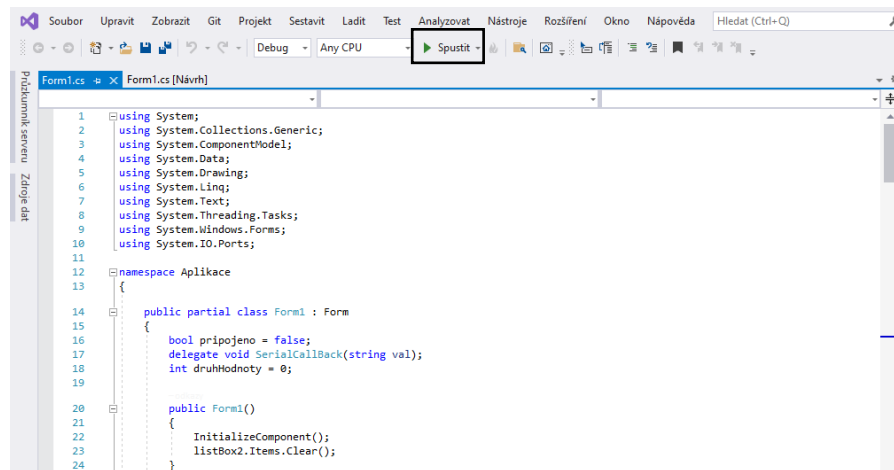 Soubor Upravit Zobrazit Git Projekt Sestavit Ladit Test Analyzovat Nástroje Rozšíření Okno Nápověda Hledat (Ctrl+Q)
Debug Any CPU Spustit
Průzkumník serveru
Zdroje dat
Form1.cs Form1.cs [Návrh]
1 using System;
2 using System.Collections.Generic;
3 using System.ComponentModel;
4 using System.Data;
5 using System.Drawing;
6 using System.Linq;
7 using System.Text;
8 using System.Threading.Tasks;
9 using System.Windows.Forms;
10 using System.IO.Ports;
11
12 namespace Aplikace
13 {
14 public partial class Form1 : Form
15 {
16 bool pripojeno = false;
17 delegate void SerialCallBack(string val);
18 int druhHodnoty = 0;
19
20 public Form1()
21 {
22 InitializeComponent();
23 listBox2.Items.Clear();
24 }